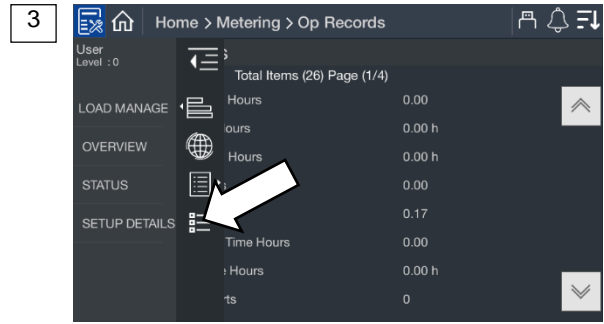 3
Home > Metering > Op Records
User
Level : 0
s
Total Items (26) Page (1/4)
LOAD MANAGE
Hours 0.00
OVERVIEW
ours 0.00 h
Hours 0.00 h
STATUS
s 0.00
SETUP DETAILS
0.17
Time Hours 0.00
Hours 0.00 h
rts 0